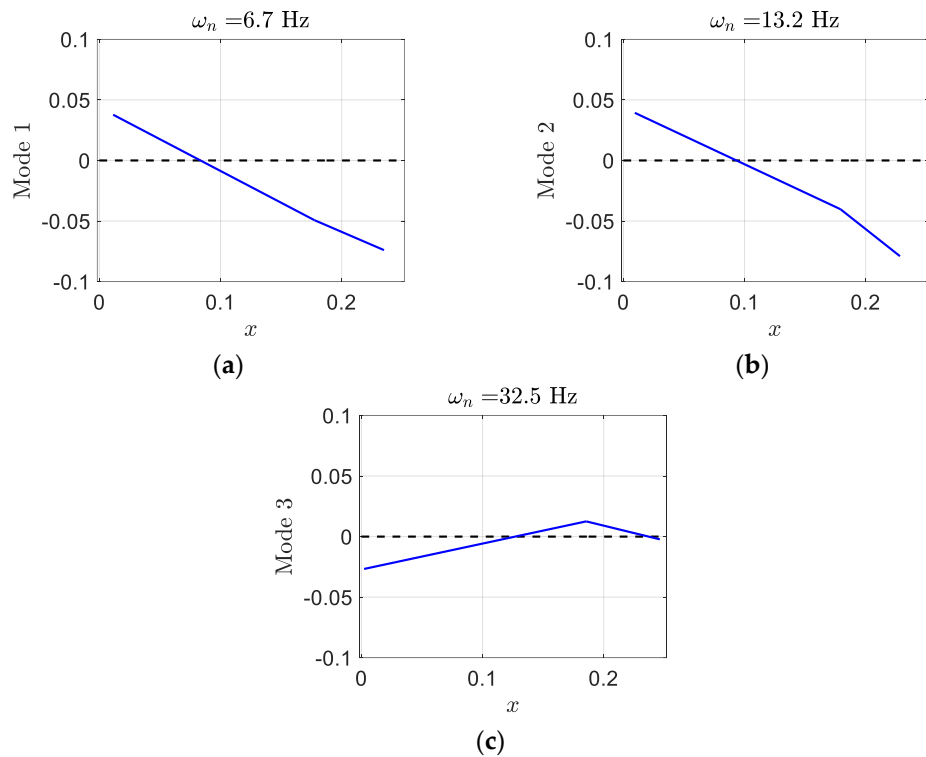 ωₙ =6.7 Hz
0.1
0.05
0
-0.05
-0.1
Mode 1
0 0.1 0.2
x
(a)
ωₙ =13.2 Hz
0.1
0.05
0
-0.05
-0.1
Mode 2
0 0.1 0.2
x
(b)
ωₙ =32.5 Hz
0.1
0.05
0
-0.05
-0.1
Mode 3
0 0.1 0.2
x
(c)